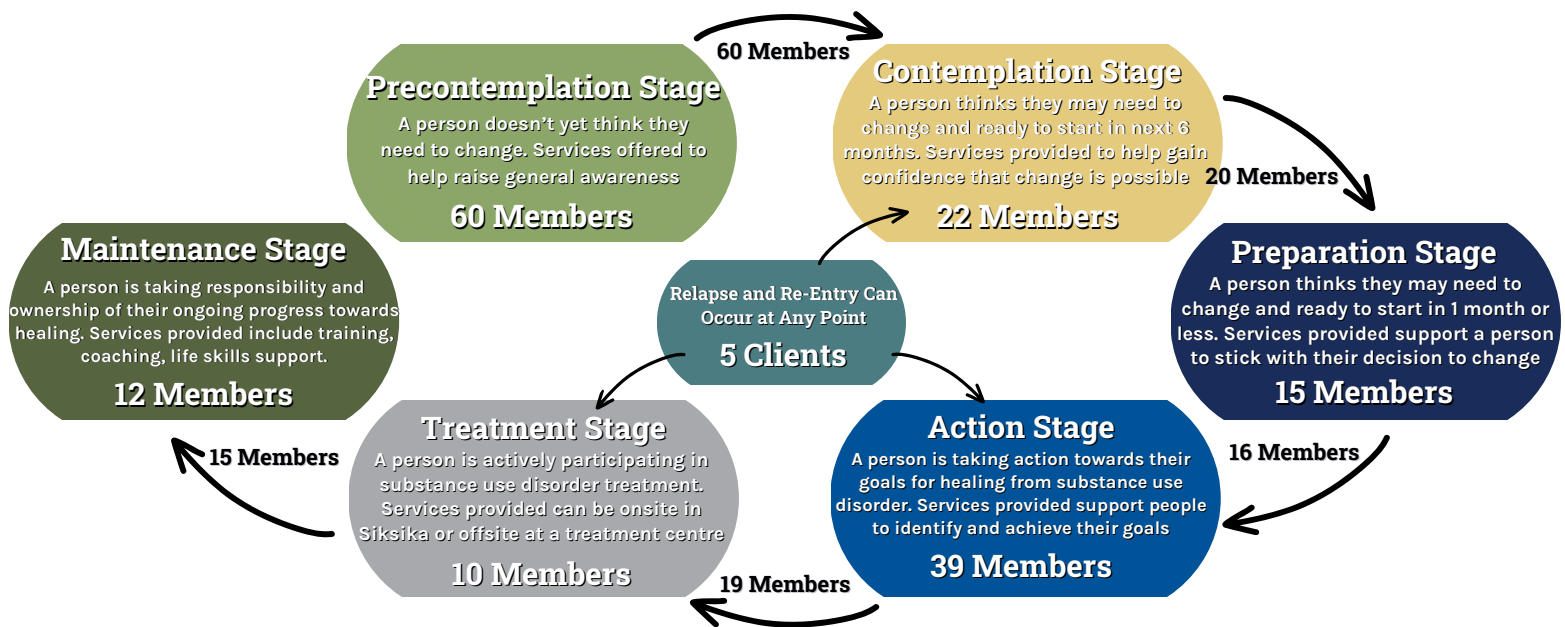 60 Members
Precontemplation Stage
A person doesn’t yet think they
need to change. Services offered to
help raise general awareness
60 Members
Contemplation Stage
A person thinks they may need to
change and ready to start in next 6
months. Services provided to help gain
confidence that change is possible
22 Members
20 Members
Maintenance Stage
A person is taking responsibility and
ownership of their ongoing progress towards
healing. Services provided include training,
coaching, life skills support.
12 Members
Relapse and Re-Entry Can
Occur at Any Point
5 Clients
Preparation Stage
A person thinks they may need to
change and ready to start in 1 month or
less. Services provided support a person
to stick with their decision to change
15 Members
15 Members
Treatment Stage
A person is actively participating in
substance use disorder treatment.
Services provided can be onsite in
Siksika or offsite at a treatment centre
10 Members
19 Members
Action Stage
A person is taking action towards their
goals for healing from substance use
disorder. Services provided support people
to identify and achieve their goals
39 Members
16 Members